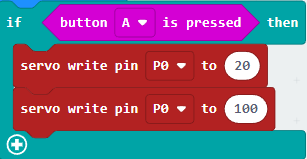 if button A is pressed then
servo write pin P0 to 20
servo write pin P0 to 100